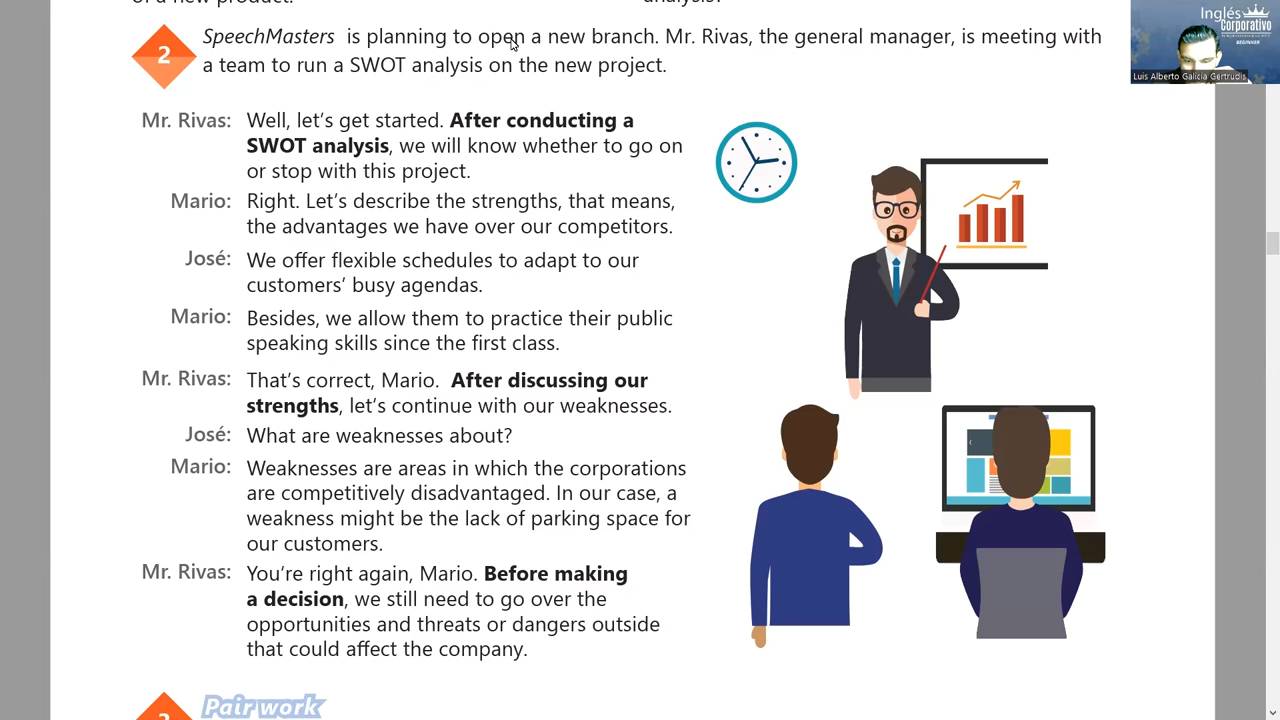 of a new product.
analysis?
2
SpeechMasters is planning to open new branch. Mr. Rivas, the general manager, is meeting with
a team to run a SWOT analysis on the new project.
Mr. Rivas: Well, let's get started. After conducting a
SWOT analysis, we will know whether to go on
or stop with this project.
Mario: Right. Let's describe the strengths, that means,
the advantages we have over our competitors.
José: We offer flexible schedules to adapt to our
customers' busy agendas.
Mario: Besides, we allow them to practice their public
speaking skills since the first class.
Mr. Rivas: That's correct, Mario. After discussing our
strengths, let's continue with our weaknesses.
José: What are weaknesses about?
Mario: Weaknesses are areas in which the corporations
are competitively disadvantaged. In our case, a
weakness might be the lack of parking space for
our customers.
Mr. Rivas: You're right again, Mario. Before making
a decision, we still need to go over the
opportunities and threats or dangers outside
that could affect the company.
Pair work
Inglés
Corporativo
BEGINNER
Luis Alberto Galicia Gertrudis